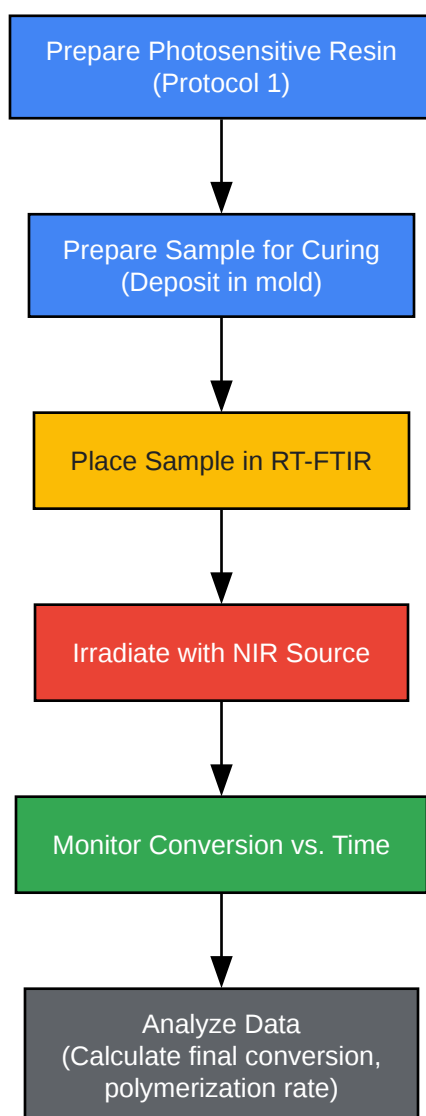 Prepare Photosensitive Resin
(Protocol 1)
Prepare Sample for Curing
(Deposit in mold)
Place Sample in RT-FTIR
Irradiate with NIR Source
Monitor Conversion vs. Time
Analyze Data
(Calculate final conversion,
polymerization rate)